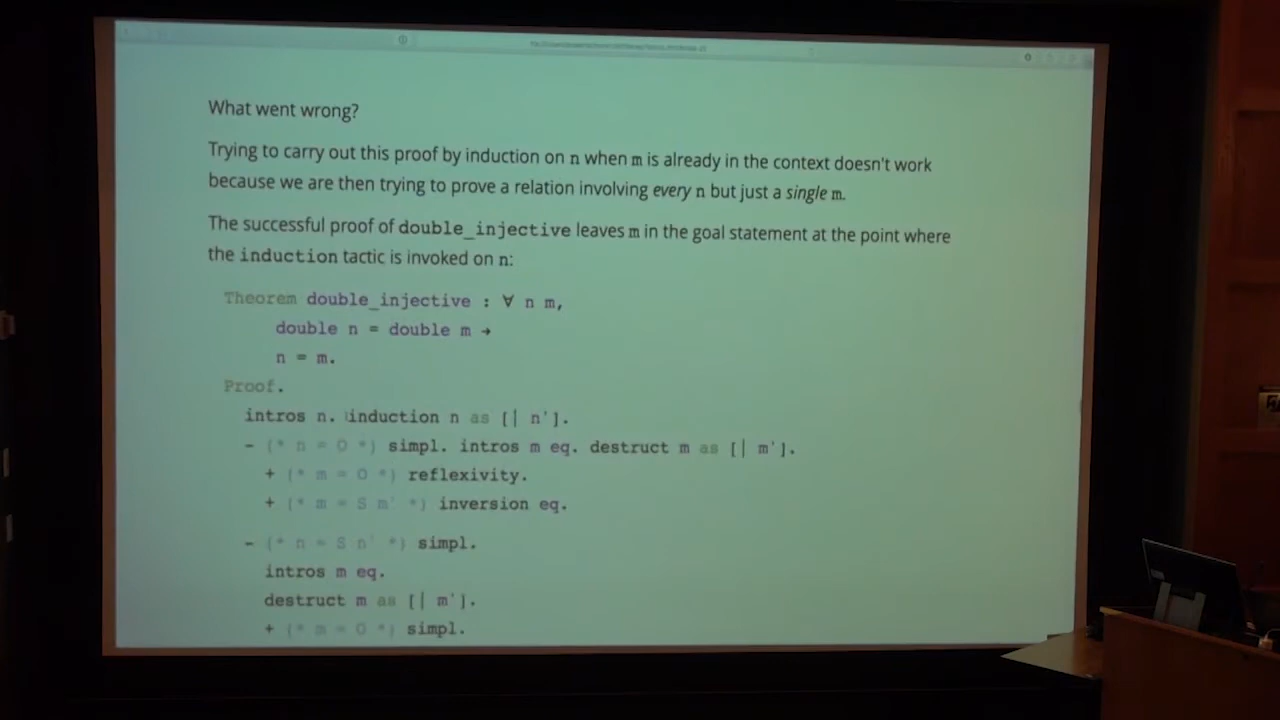 What went wrong?
Trying to carry out this proof by induction on n when m is already in the context doesn't work
because we are then trying to prove a relation involving every n but just a single m.
The successful proof of double_injective leaves m in the goal statement at the point where
the induction tactic is invoked on n:
Theorem double_injective : ∀ n m,
double n = double m →
n = m.
Proof.
intros n. induction n as [| n'].
- (* n = O *) simpl. intros m eq. destruct m as [| m'].
+ (* m = O *) reflexivity.
+ (* m = S m' *) inversion eq.
- (* n = S n' *) simpl.
intros m eq.
destruct m as [| m'].
+ (* m = O *) simpl.